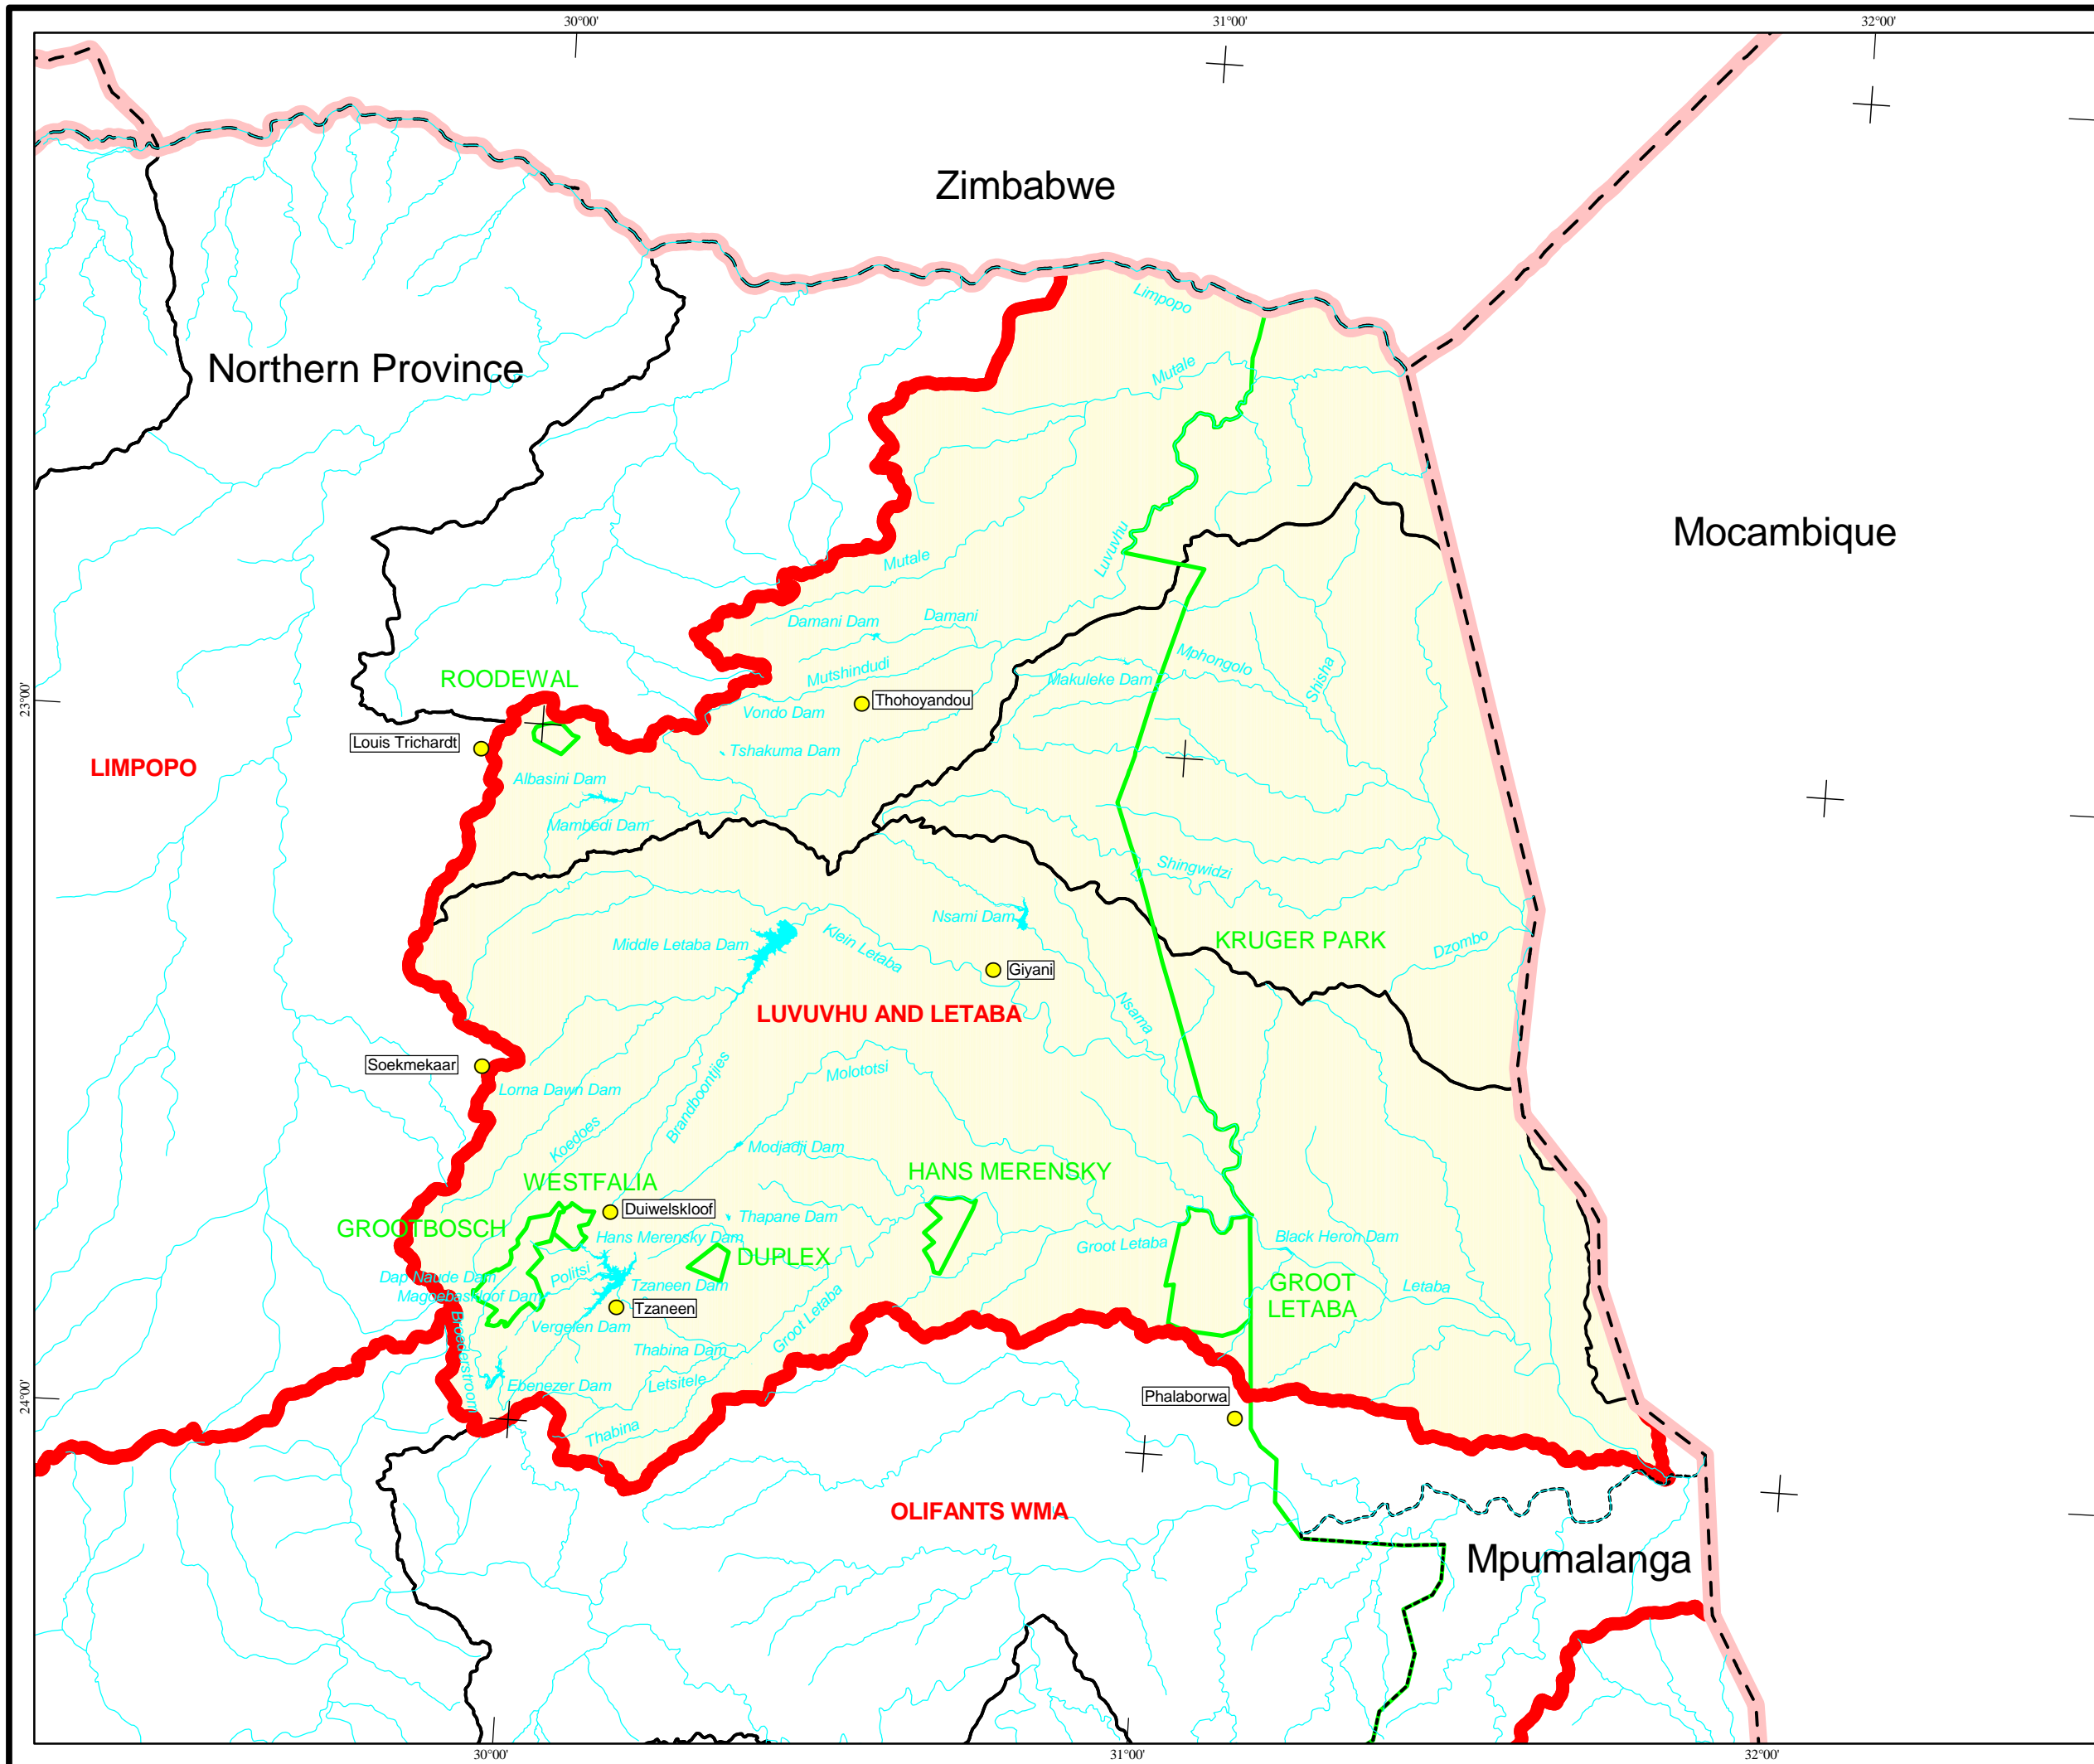 30°00'
31°00'
32°00'
Zimbabwe
Limpopo
Northern Province
Mutale
Mocambique
Luvuvhu
Mutale
Damani Dam
Damani
Mutshindudi
Mphongolo
Shisha
Makuleke Dam
ROODEWAL
23°00'
Thohoyandou
Vondo Dam
Louis Trichardt
Tshakuma Dam
LIMPOPO
Albasini Dam
Mambedi Dam
Shingwidzi
Nsami Dam
Klein Letaba
Middle Letaba Dam
KRUGER PARK
Dzombo
Giyani
LUVUVHU AND LETABA
Nsama
Soekmekaar
Lorna Dawn Dam
Molototsi
Brandboontjies
Koedoes
Modjadji Dam
WESTFALIA
HANS MERENSKY
Duiwelskloof
Thapane Dam
GROOTBOSCH
Hans Merensky Dam
DUPLEX
Groot Letaba
Black Heron Dam
Dap Naude Dam
Politsi
Tzaneen Dam
GROOT
LETABA
Letaba
Magoebaskloof Dam
Tzaneen
Groot Letaba
Vergelen Dam
Broederstroom
Thabina Dam
Letsitele
Ebenezer Dam
24°00'
Phalaborwa
Thabina
OLIFANTS WMA
Mpumalanga
30°00'
31°00'
32°00'